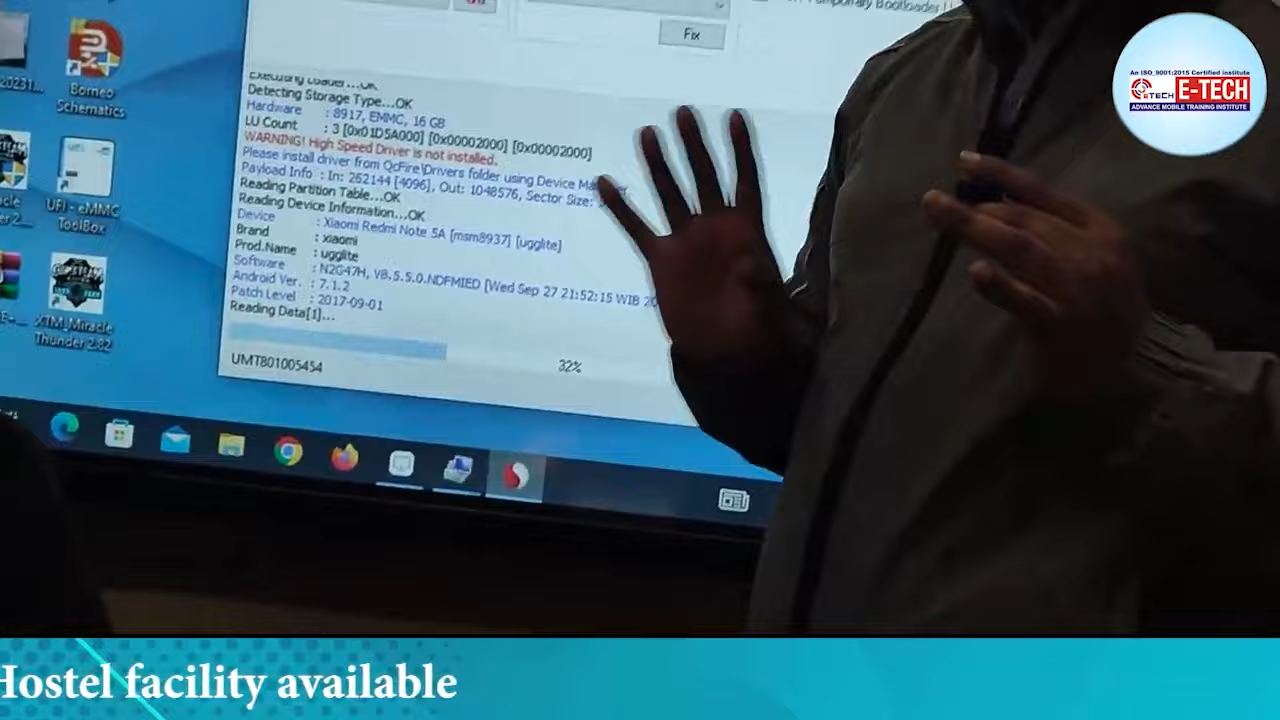 Fix
Executing Loader...OK
Detecting Storage Type...OK
Hardware : 8917, EMMC, 16 GB
LU Count : 3 [0x01D5A000] [0x00002000] [0x00002000]
WARNING! High Speed Driver is not installed.
Please install driver from QcFire\Drivers folder using Device
Payload Info : In: 262144 [4096], Out: 1048576, Sector Size:
Reading Partition Table...OK
Reading Device Information...OK
Device : Xiaomi Redmi Note 5A [msm8937] [ugglite]
Brand : xiaomi
Prod.Name : ugglite
Software : N2G47H, V8.5.5.0.NDFMIED [Wed Sep 27 21:52:15 WIB 20
Android Ver. : 7.1.2
Patch Level : 2017-09-01
Reading Data[1]...
UMT801005454
32%
20231...
Borneo
Schematics
UFi - eMMC
ToolBox
XTM_Miracle
Thunder 2.82
An ISO_9001:2015 Certified institute
ETECH E-TECH
ADVANCE MOBILE TRAINING INSTITUTE
Hostel facility available